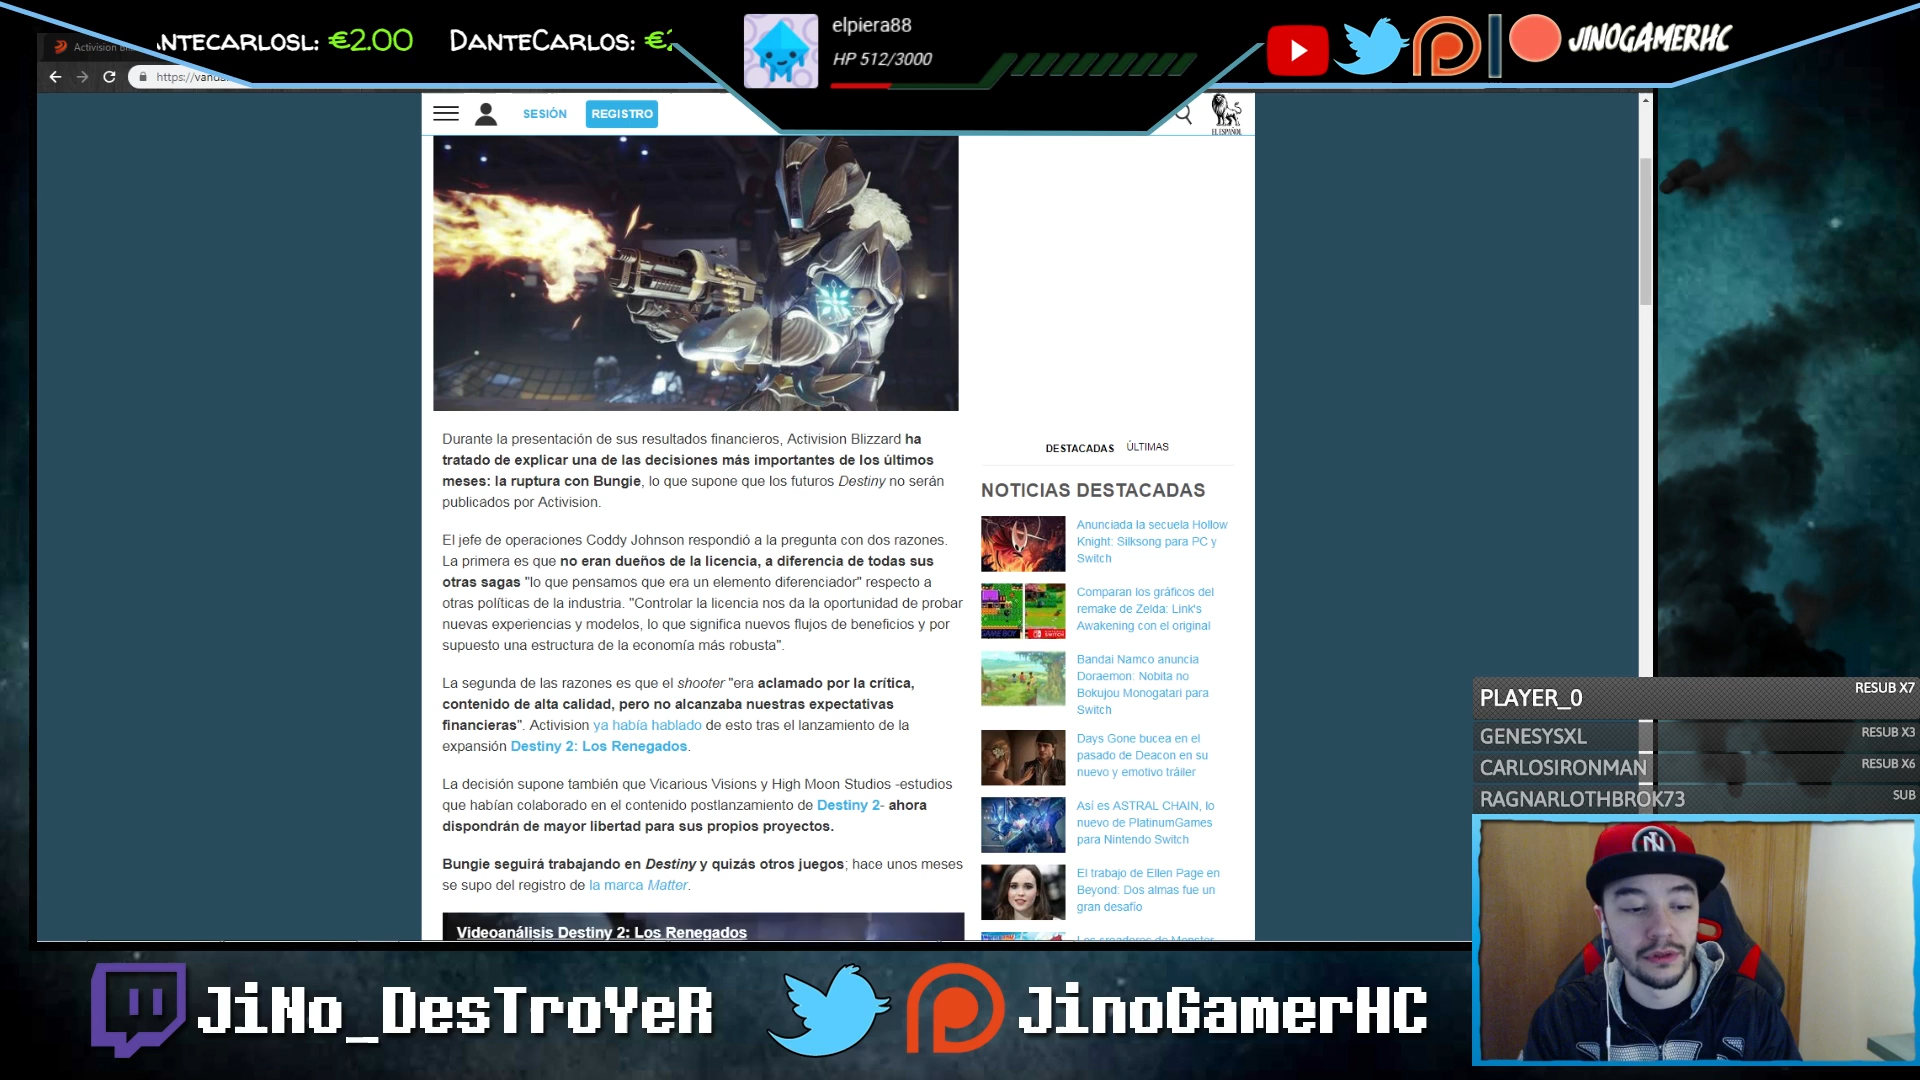 ANTECARLOSL: €2.00 DANTECARLOS: €
elpiera88
HP 512/3000
JINOGAMERHC
Activision
https://vanda
SESIÓN REGISTRO
EL ESPAÑOL
Durante la presentación de sus resultados financieros, Activision Blizzard ha
tratado de explicar una de las decisiones más importantes de los últimos
meses: la ruptura con Bungie, lo que supone que los futuros Destiny no serán
publicados por Activision.
El jefe de operaciones Coddy Johnson respondió a la pregunta con dos razones.
La primera es que no eran dueños de la licencia, a diferencia de todas sus
otras sagas "lo que pensamos que era un elemento diferenciador" respecto a
otras políticas de la industria. "Controlar la licencia nos da la oportunidad de probar
nuevas experiencias y modelos, lo que significa nuevos flujos de beneficios y por
supuesto una estructura de la economía más robusta".
La segunda de las razones es que el shooter "era aclamado por la crítica,
contenido de alta calidad, pero no alcanzaba nuestras expectativas
financieras". Activision ya había hablado de esto tras el lanzamiento de la
expansión Destiny 2: Los Renegados.
La decisión supone también que Vicarious Visions y High Moon Studios -estudios
que habían colaborado en el contenido postlanzamiento de Destiny 2- ahora
dispondrán de mayor libertad para sus propios proyectos.
Bungie seguirá trabajando en Destiny y quizás otros juegos; hace unos meses
se supo del registro de la marca Matter.
Videoanálisis Destiny 2: Los Renegados
DESTACADAS ÚLTIMAS
NOTICIAS DESTACADAS
Anunciada la secuela Hollow
Knight: Silksong para PC y
Switch
Comparan los gráficos del
remake de Zelda: Link's
Awakening con el original
Bandai Namco anuncia
Doraemon: Nobita no
Bokujou Monogatari para
Switch
Days Gone bucea en el
pasado de Deacon en su
nuevo y emotivo tráiler
Así es ASTRAL CHAIN, lo
nuevo de PlatinumGames
para Nintendo Switch
El trabajo de Ellen Page en
Beyond: Dos almas fue un
gran desafío
Los creadores de Monster
PLAYER_0 RESUB X7
GENESYSXL RESUB X3
CARLOSIRONMAN RESUB X6
RAGNARLOTHBROK73 SUB
JiNo_DesTroYeR JinoGamerHC